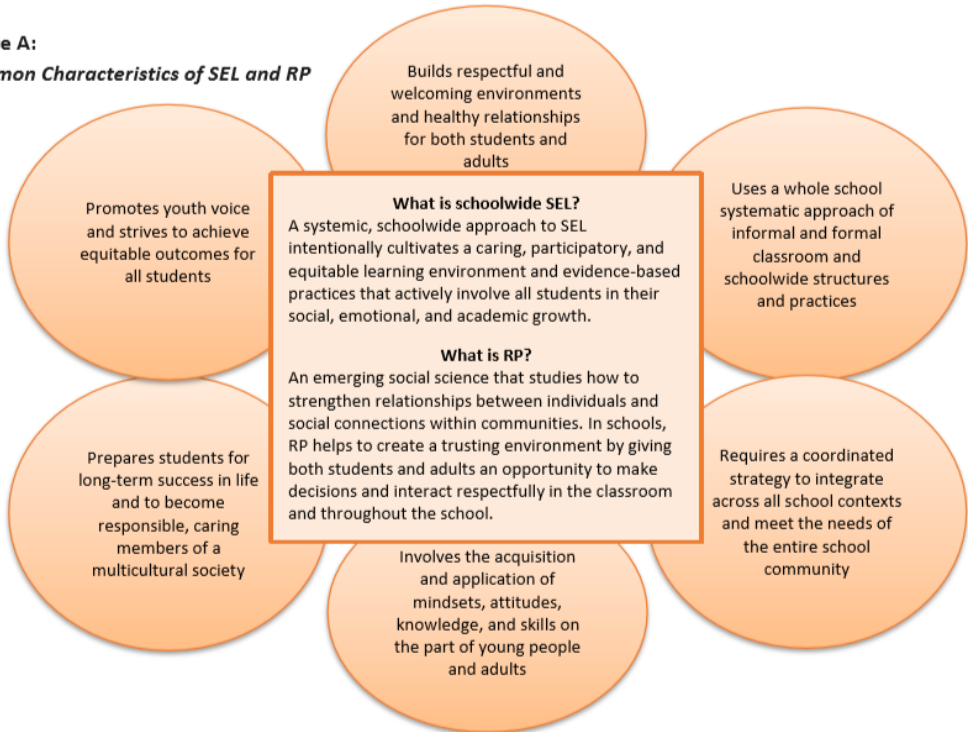 e A:
mon Characteristics of SEL and RP
Builds respectful and
welcoming environments
and healthy relationships
for both students and
adults
Promotes youth voice
and strives to achieve
equitable outcomes for
all students
Uses a whole school
systematic approach of
informal and formal
classroom and
schoolwide structures
and practices
What is schoolwide SEL?
A systemic, schoolwide approach to SEL
intentionally cultivates a caring, participatory, and
equitable learning environment and evidence-based
practices that actively involve all students in their
social, emotional, and academic growth.
What is RP?
An emerging social science that studies how to
strengthen relationships between individuals and
social connections within communities. In schools,
RP helps to create a trusting environment by giving
both students and adults an opportunity to make
decisions and interact respectfully in the classroom
and throughout the school.
Prepares students for
long-term success in life
and to become
responsible, caring
members of a
multicultural society
Requires a coordinated
strategy to integrate
across all school contexts
and meet the needs of
the entire school
community
Involves the acquisition
and application of
mindsets, attitudes,
knowledge, and skills on
the part of young people
and adults